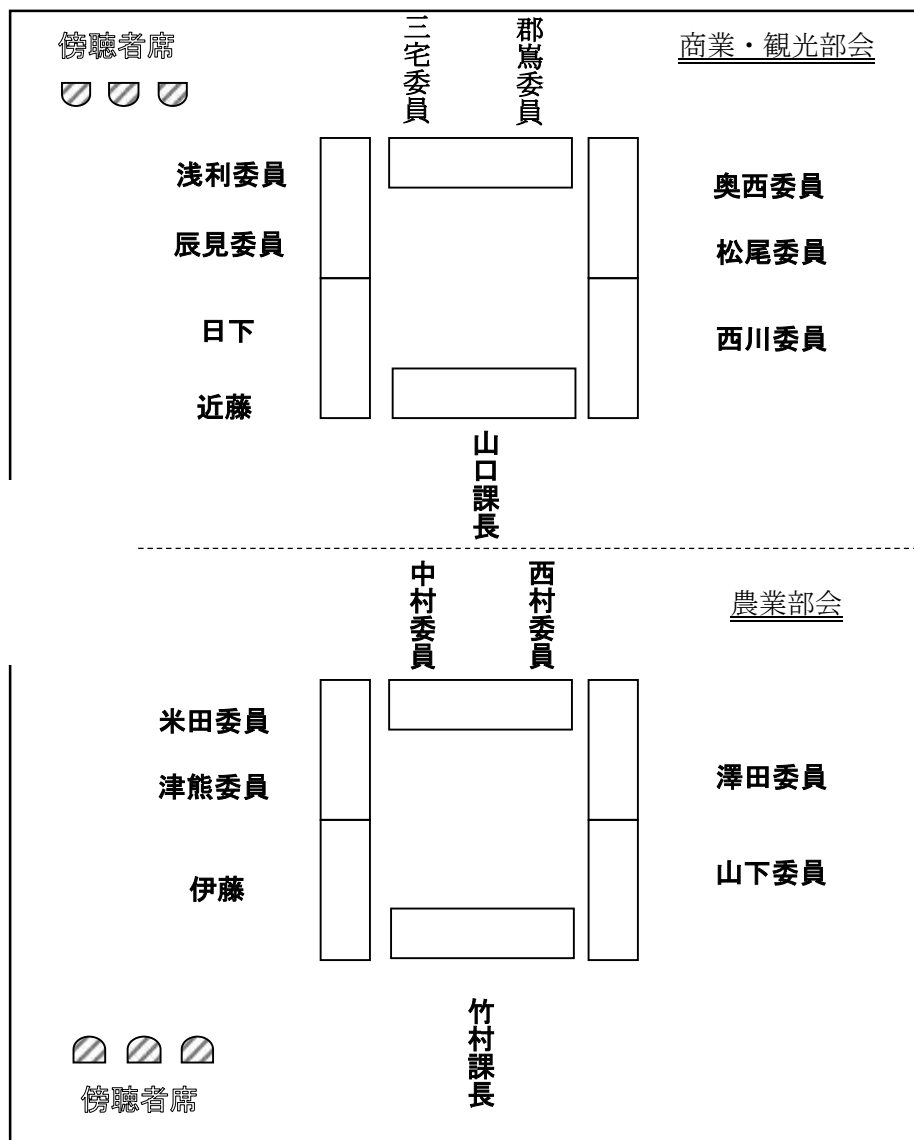 傍聴者席
三宅委員
郡嶌委員
商業・観光部会
浅利委員
奥西委員
辰見委員
松尾委員
日下
西川委員
近藤
山口課長
中村委員
西村委員
農業部会
米田委員
津熊委員
澤田委員
伊藤
山下委員
竹村課長
傍聴者席